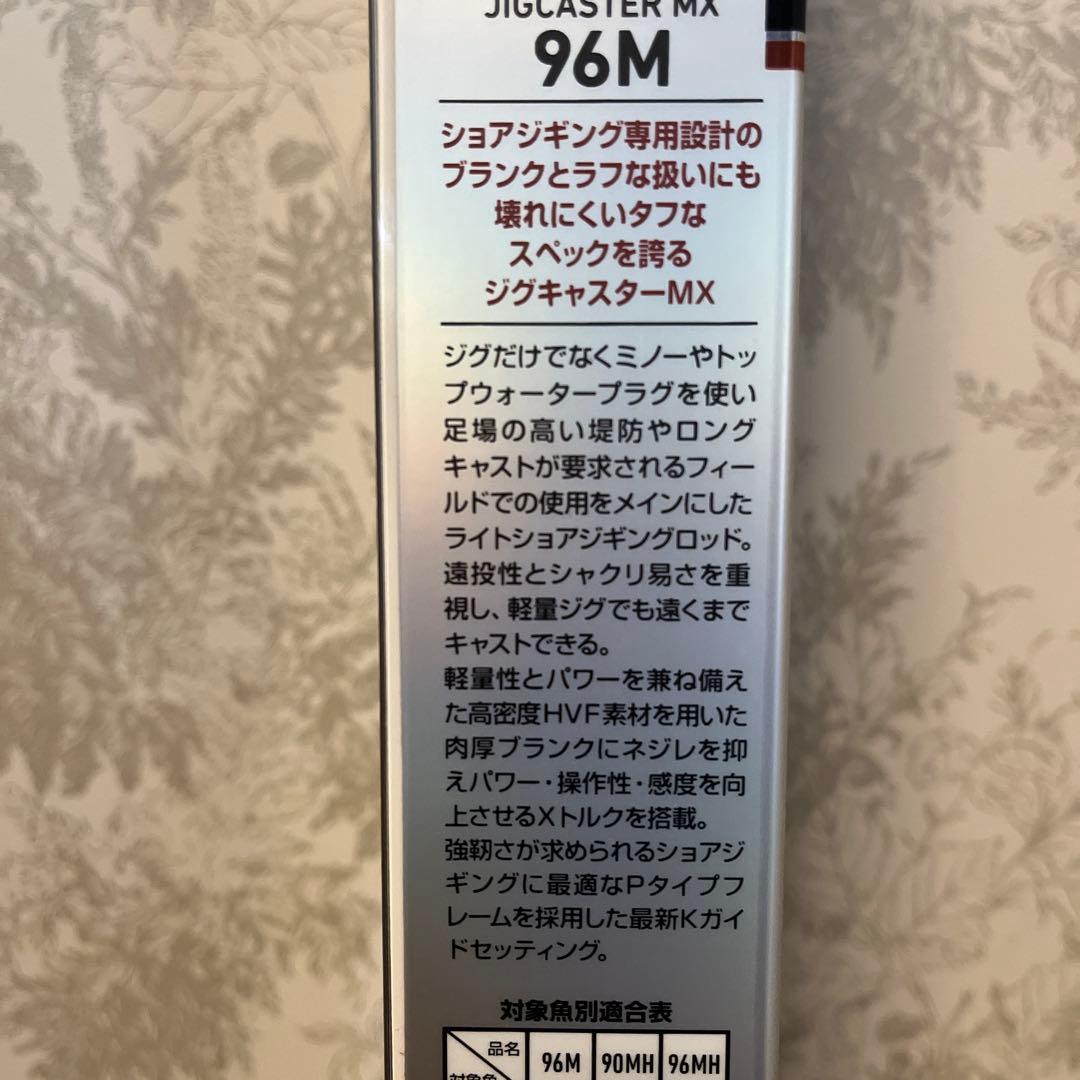 JIGCASTER MX
96M
ショアジギング専用設計の
ブランクとラフな扱いにも
壊れにくいタフな
スペックを誇る
ジグキャスターMX
ジグだけでなくミノーやトッ
プウォータープラグを使い
足場の高い堤防やロング
キャストが要求されるフィー
ルドでの使用をメインにした
ライトショアジギングロッド。
遠投性とシャクリ易さを重
視し、軽量ジグでも遠くまで
キャストできる。
軽量性とパワーを兼ね備え
た高密度HVF素材を用いた
肉厚ブランクにネジレを抑
えパワー・操作性・感度を向
上させるXトルクを搭載。
強靭さが求められるショアジ
ギングに最適なPタイプフ
レームを採用した最新Kガイ
ドセッティング。
対象魚別適合表
品名 96M 90MH 96MH
対象魚